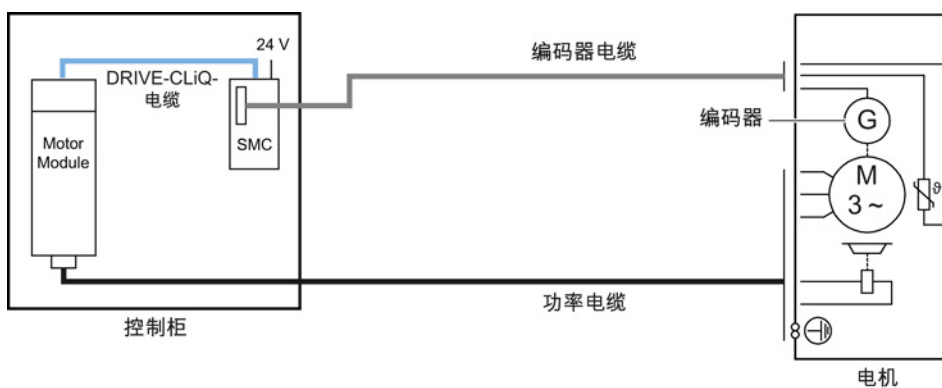 24 V
编码器电缆
DRIVE-CLiQ-
电缆
编码器
G
Motor
Module
SMC
M
3 ~
ϑ
功率电缆
控制柜
电机